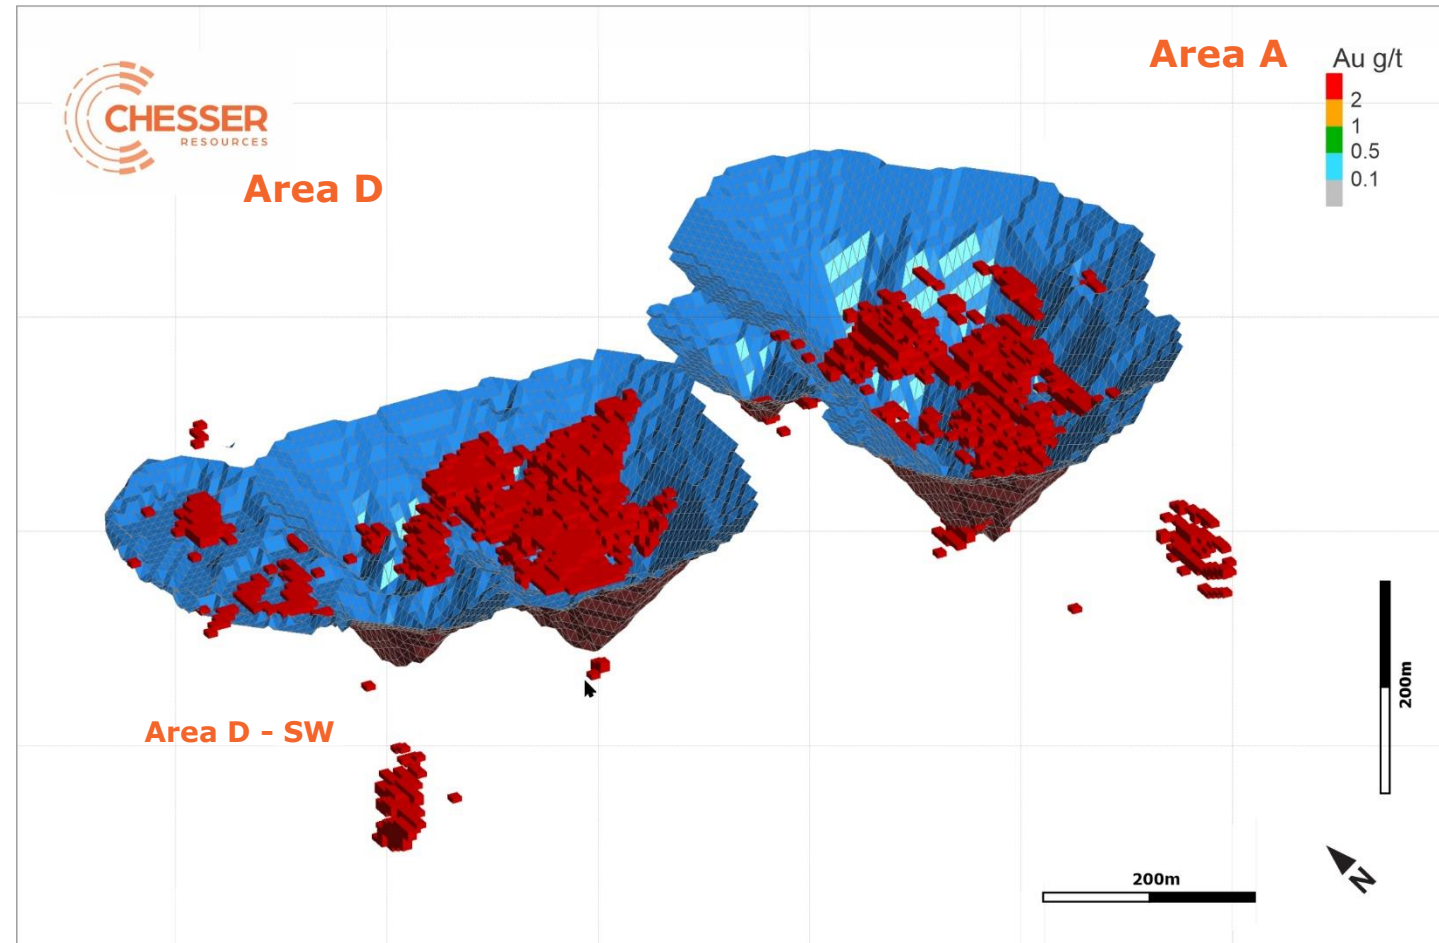 Area A
Au g/t
2
1
0.5
0.1
CHESSER
RESOURCES
Area D
Area D - SW
200m
200m
N